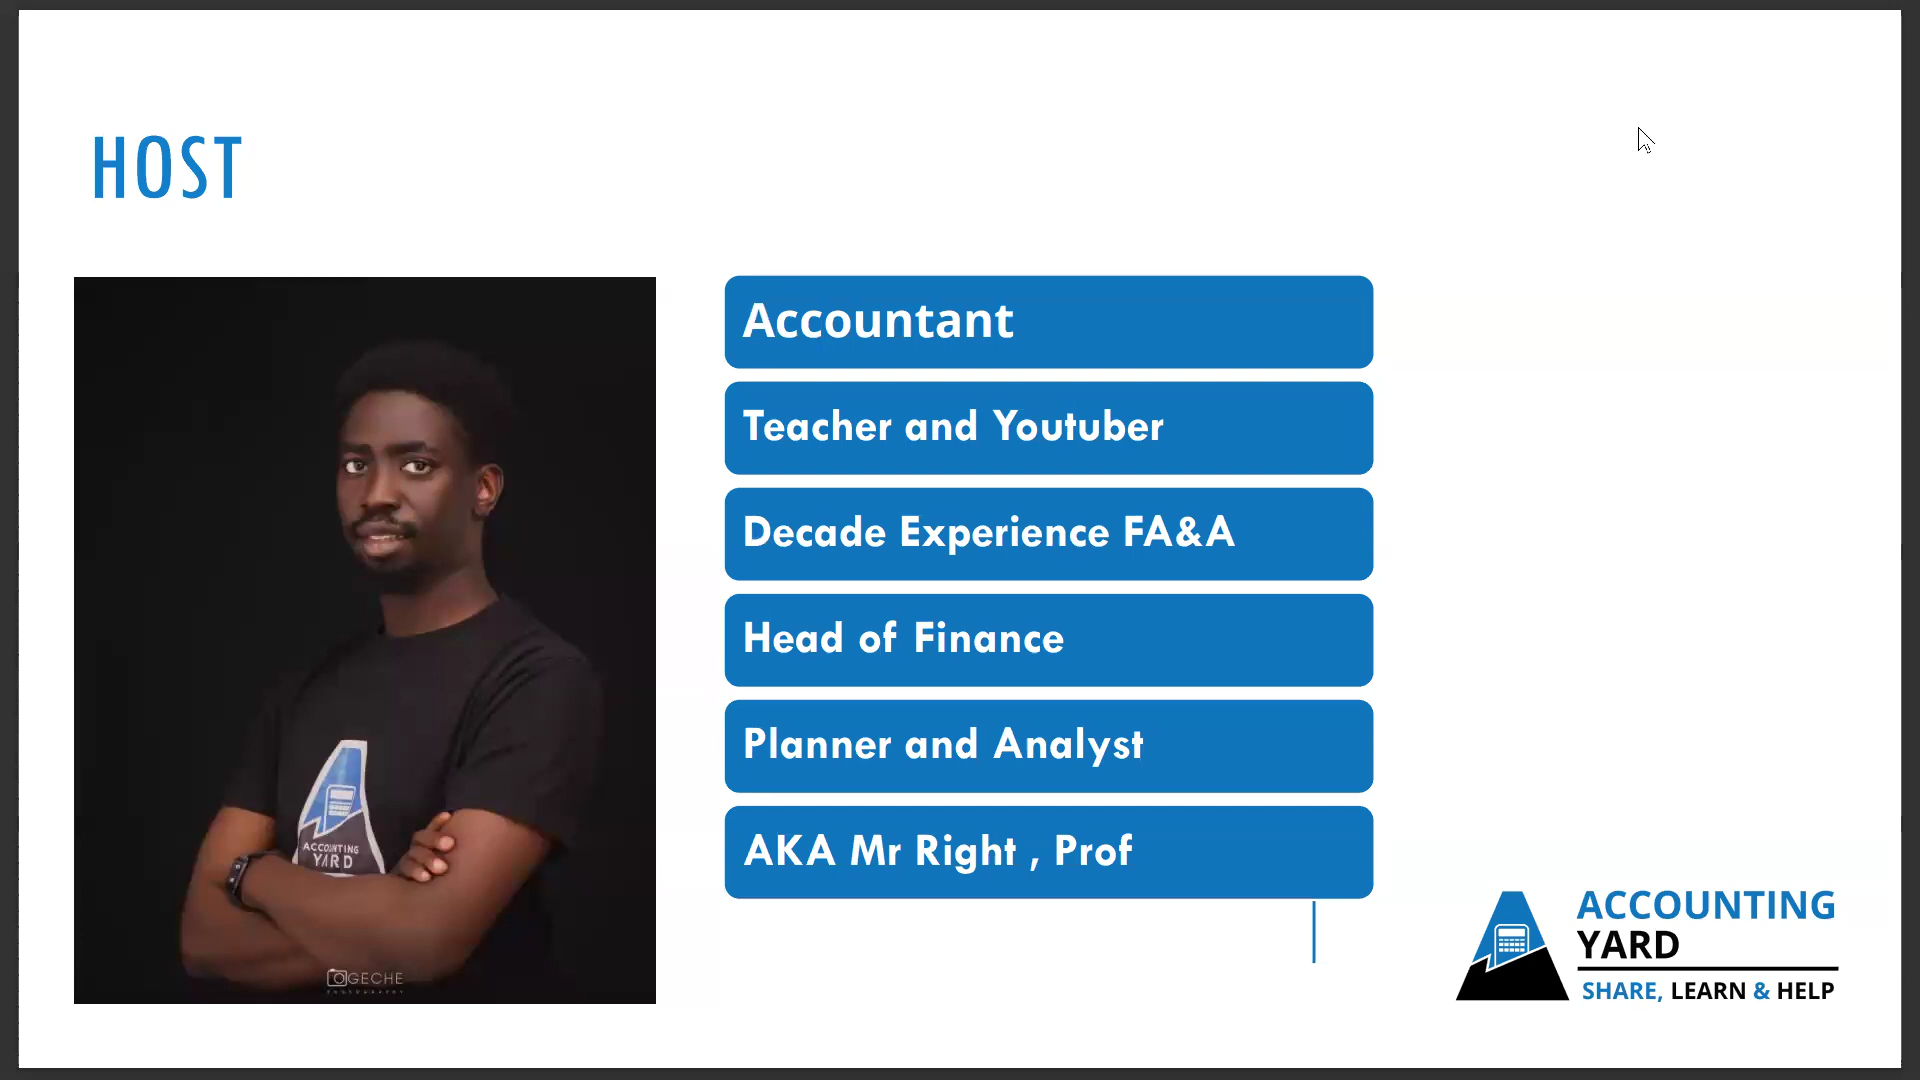 HOST
Accountant
Teacher and Youtuber
Decade Experience FA&A
Head of Finance
Planner and Analyst
AKA Mr Right , Prof
ACCOUNTING
YARD
OGECHE
ACCOUNTING
YARD
SHARE, LEARN & HELP